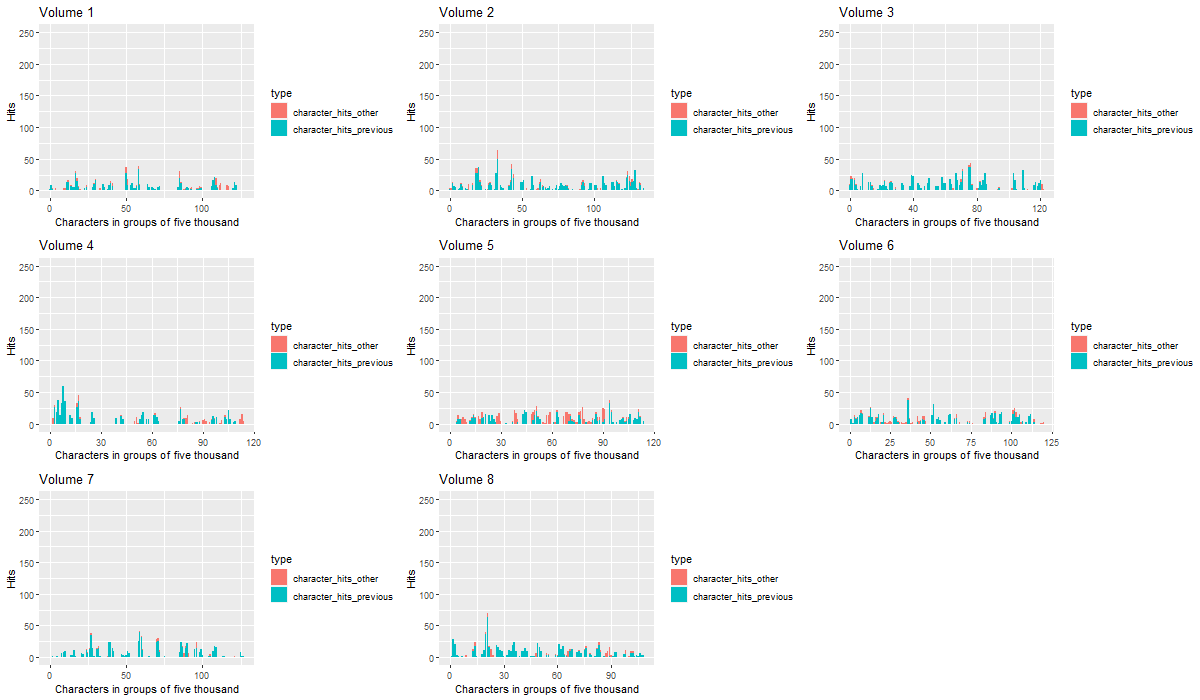 Volume 1
250
200
150
100
50
0
Hits
0 50 100
Characters in groups of five thousand
type
character_hits_other
character_hits_previous
Volume 2
250
200
150
100
50
0
Hits
0 50 100
Characters in groups of five thousand
type
character_hits_other
character_hits_previous
Volume 3
250
200
150
100
50
0
Hits
0 40 80 120
Characters in groups of five thousand
type
character_hits_other
character_hits_previous
Volume 4
250
200
150
100
50
0
Hits
0 30 60 90 120
Characters in groups of five thousand
type
character_hits_other
character_hits_previous
Volume 5
250
200
150
100
50
0
Hits
0 30 60 90 120
Characters in groups of five thousand
type
character_hits_other
character_hits_previous
Volume 6
250
200
150
100
50
0
Hits
0 25 50 75 100 125
Characters in groups of five thousand
type
character_hits_other
character_hits_previous
Volume 7
250
200
150
100
50
0
Hits
0 50 100
Characters in groups of five thousand
type
character_hits_other
character_hits_previous
Volume 8
250
200
150
100
50
0
Hits
0 30 60 90
Characters in groups of five thousand
type
character_hits_other
character_hits_previous